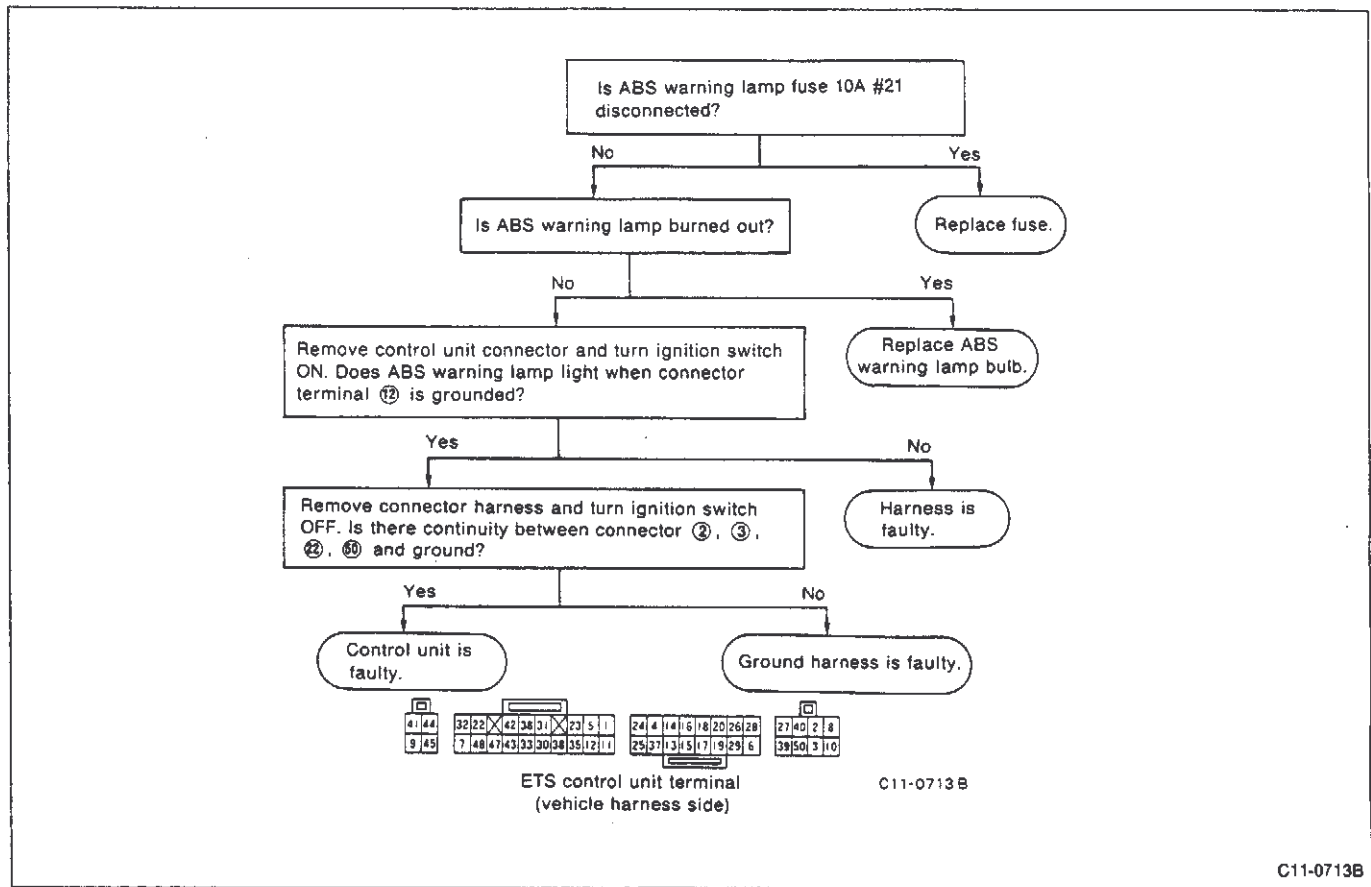 Is ABS warning lamp fuse 10A #21
disconnected?
No
Yes
Is ABS warning lamp burned out?
Replace fuse.
No
Yes
Remove control unit connector and turn ignition switch
ON. Does ABS warning lamp light when connector
terminal ⑫ is grounded?
Replace ABS
warning lamp bulb.
Yes
No
Remove connector harness and turn ignition switch
OFF. Is there continuity between connector ②, ③,
㉒, ㊿ and ground?
Harness is
faulty.
Yes
No
Control unit is
faulty.
Ground harness is faulty.
41 44
9 45
32 22 42 38 31 23 5 1
7 48 47 43 33 30 38 35 12 11
24 4 14 16 18 20 26 28
25 37 13 15 17 19 29 6
27 40 2 8
39 50 3 10
ETS control unit terminal
(vehicle harness side)
C11-0713B
C11-0713B